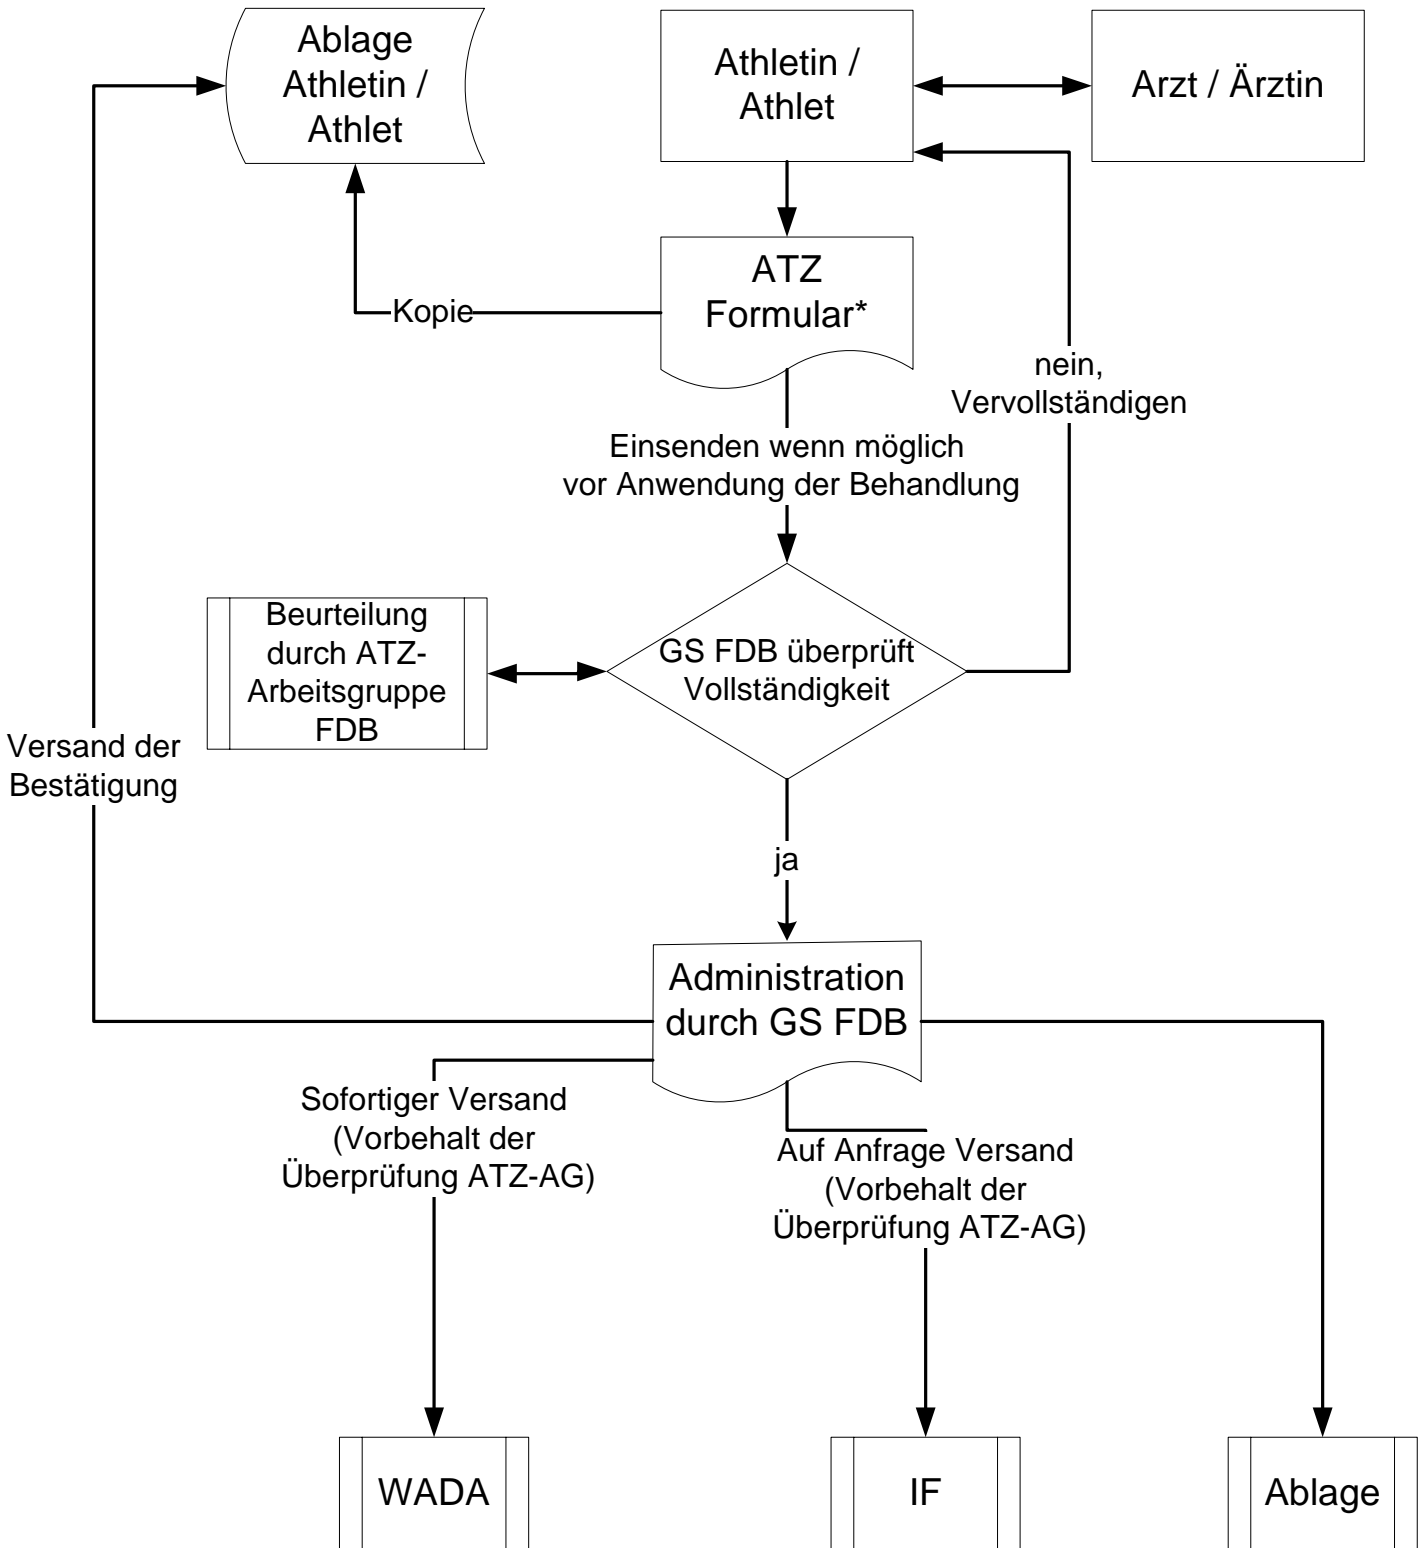 Ablage
Athletin /
Athlet
Athletin /
Athlet
Arzt / Ärztin
ATZ
Formular*
Kopie
nein,
Vervollständigen
Einsenden wenn möglich
vor Anwendung der Behandlung
Beurteilung
durch ATZ-
Arbeitsgruppe
FDB
GS FDB überprüft
Vollständigkeit
Versand der
Bestätigung
ja
Administration
durch GS FDB
Sofortiger Versand
(Vorbehalt der
Überprüfung ATZ-AG)
Auf Anfrage Versand
(Vorbehalt der
Überprüfung ATZ-AG)
WADA
IF
Ablage